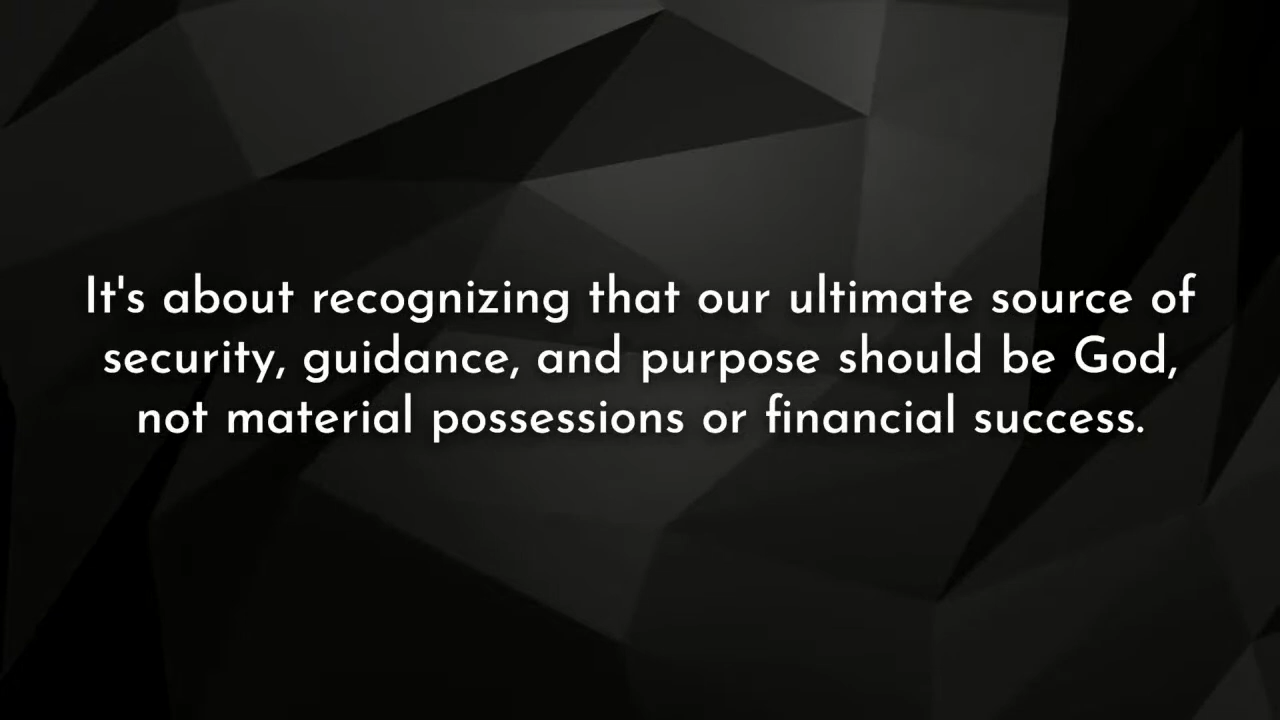 It's about recognizing that our ultimate source of
security, guidance, and purpose should be God,
not material possessions or financial success.